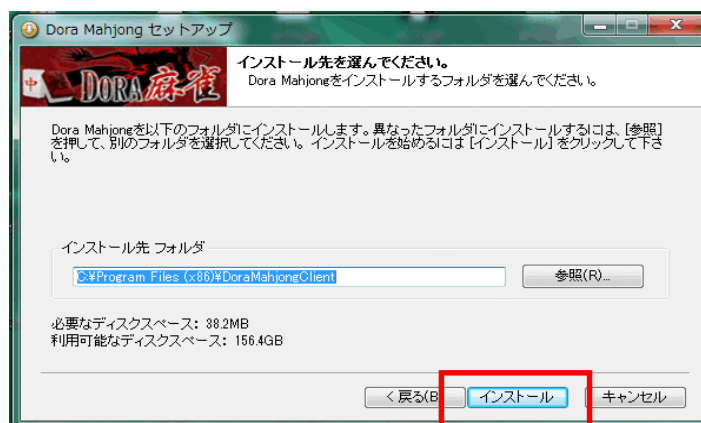 Dora Mahjong セットアップ
中 DORA麻雀
インストール先を選んでください。
Dora Mahjongをインストールするフォルダを選んでください。
Dora Mahjongを以下のフォルダにインストールします。異なったフォルダにインストールするには、[参照]
を押して、別のフォルダを選択してください。インストールを始めるには [インストール] をクリックして下さ
い。
インストール先 フォルダ
C:¥Program Files (x86)¥DoraMahjongClient
参照(R)...
必要なディスクスペース: 38.2MB
利用可能なディスクスペース: 156.4GB
< 戻る(B
インストール
キャンセル